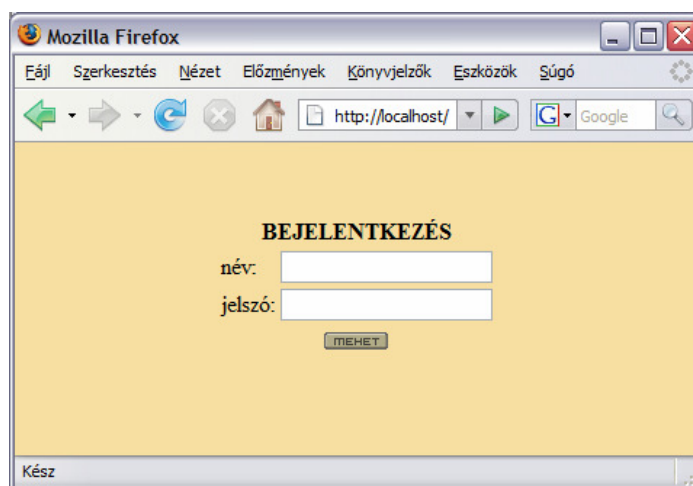 Mozilla Firefox
Fájl Szerkesztés Nézet Előzmények Könyvjelzők Eszközök Súgó
http://localhost/ G Google
BEJELENTKEZÉS
név:
jelszó:
MEHET
Kész